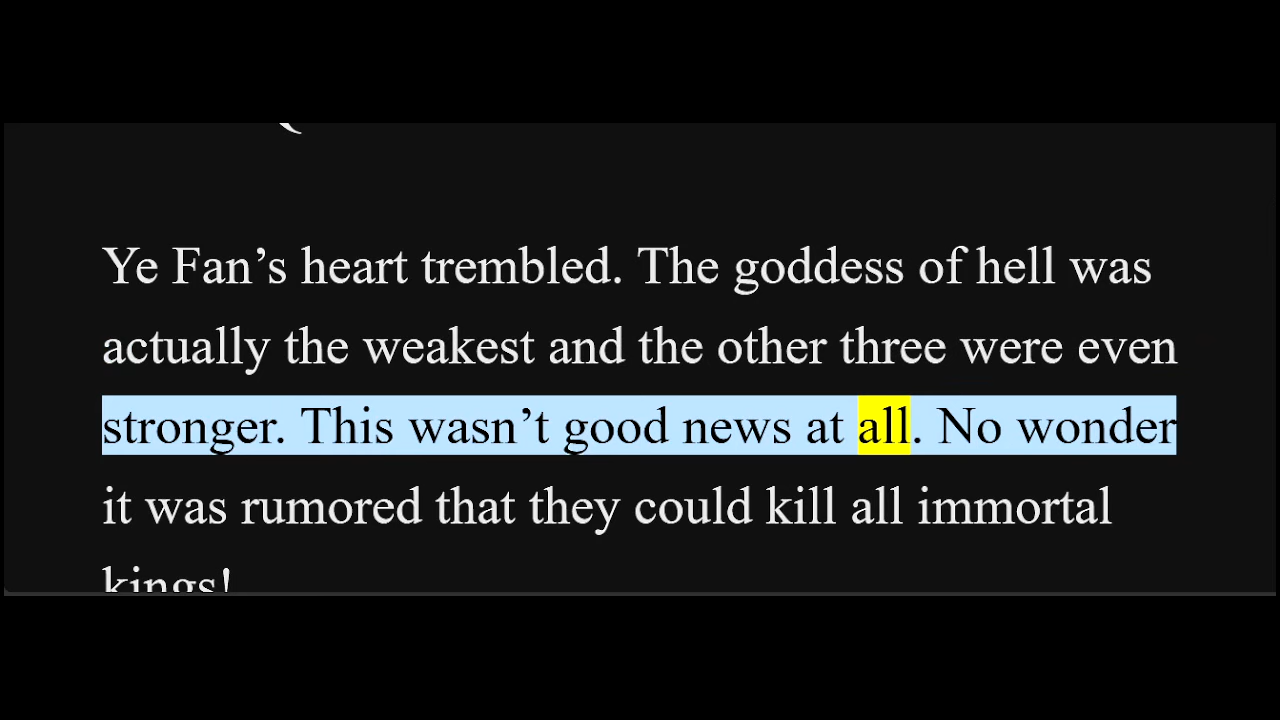 Ye Fan’s heart trembled. The goddess of hell was
actually the weakest and the other three were even
stronger. This wasn’t good news at all. No wonder
it was rumored that they could kill all immortal
kings!